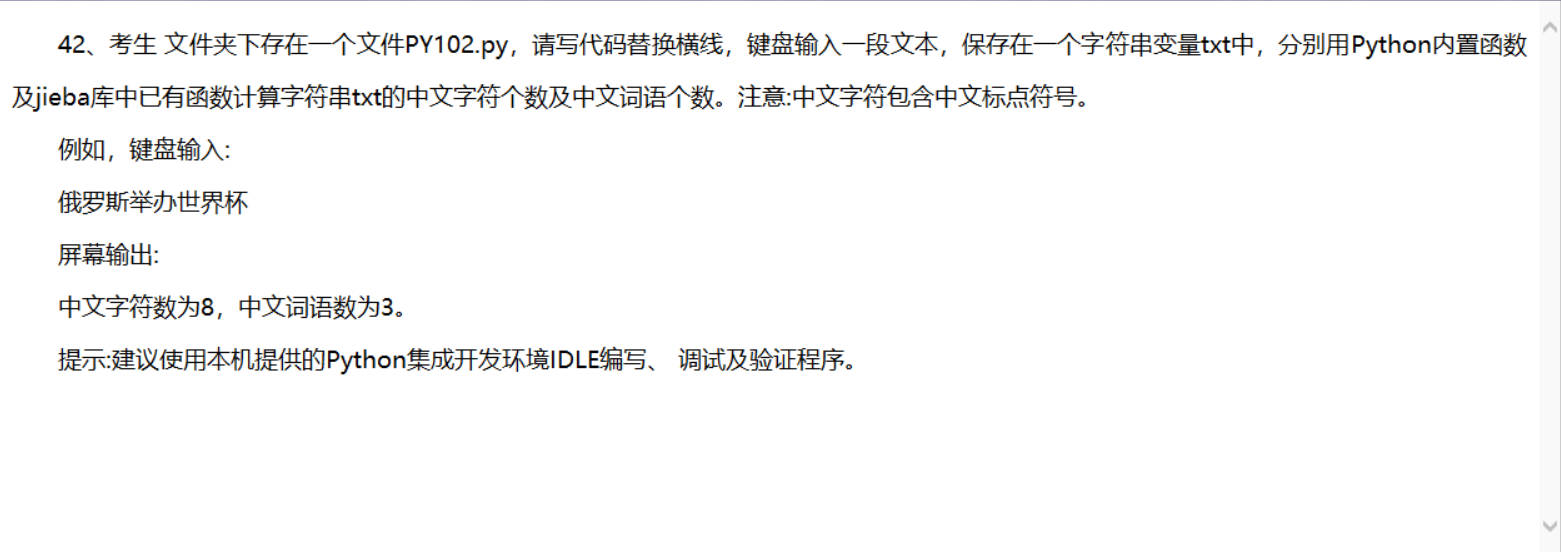 42、考生 文件夹下存在一个文件PY102.py，请写代码替换横线，键盘输入一段文本，保存在一个字符串变量txt中，分别用Python内置函数
及jieba库中已有函数计算字符串txt的中文字符个数及中文词语个数。注意:中文字符包含中文标点符号。
例如，键盘输入:
俄罗斯举办世界杯
屏幕输出:
中文字符数为8，中文词语数为3。
提示:建议使用本机提供的Python集成开发环境IDLE编写、 调试及验证程序。